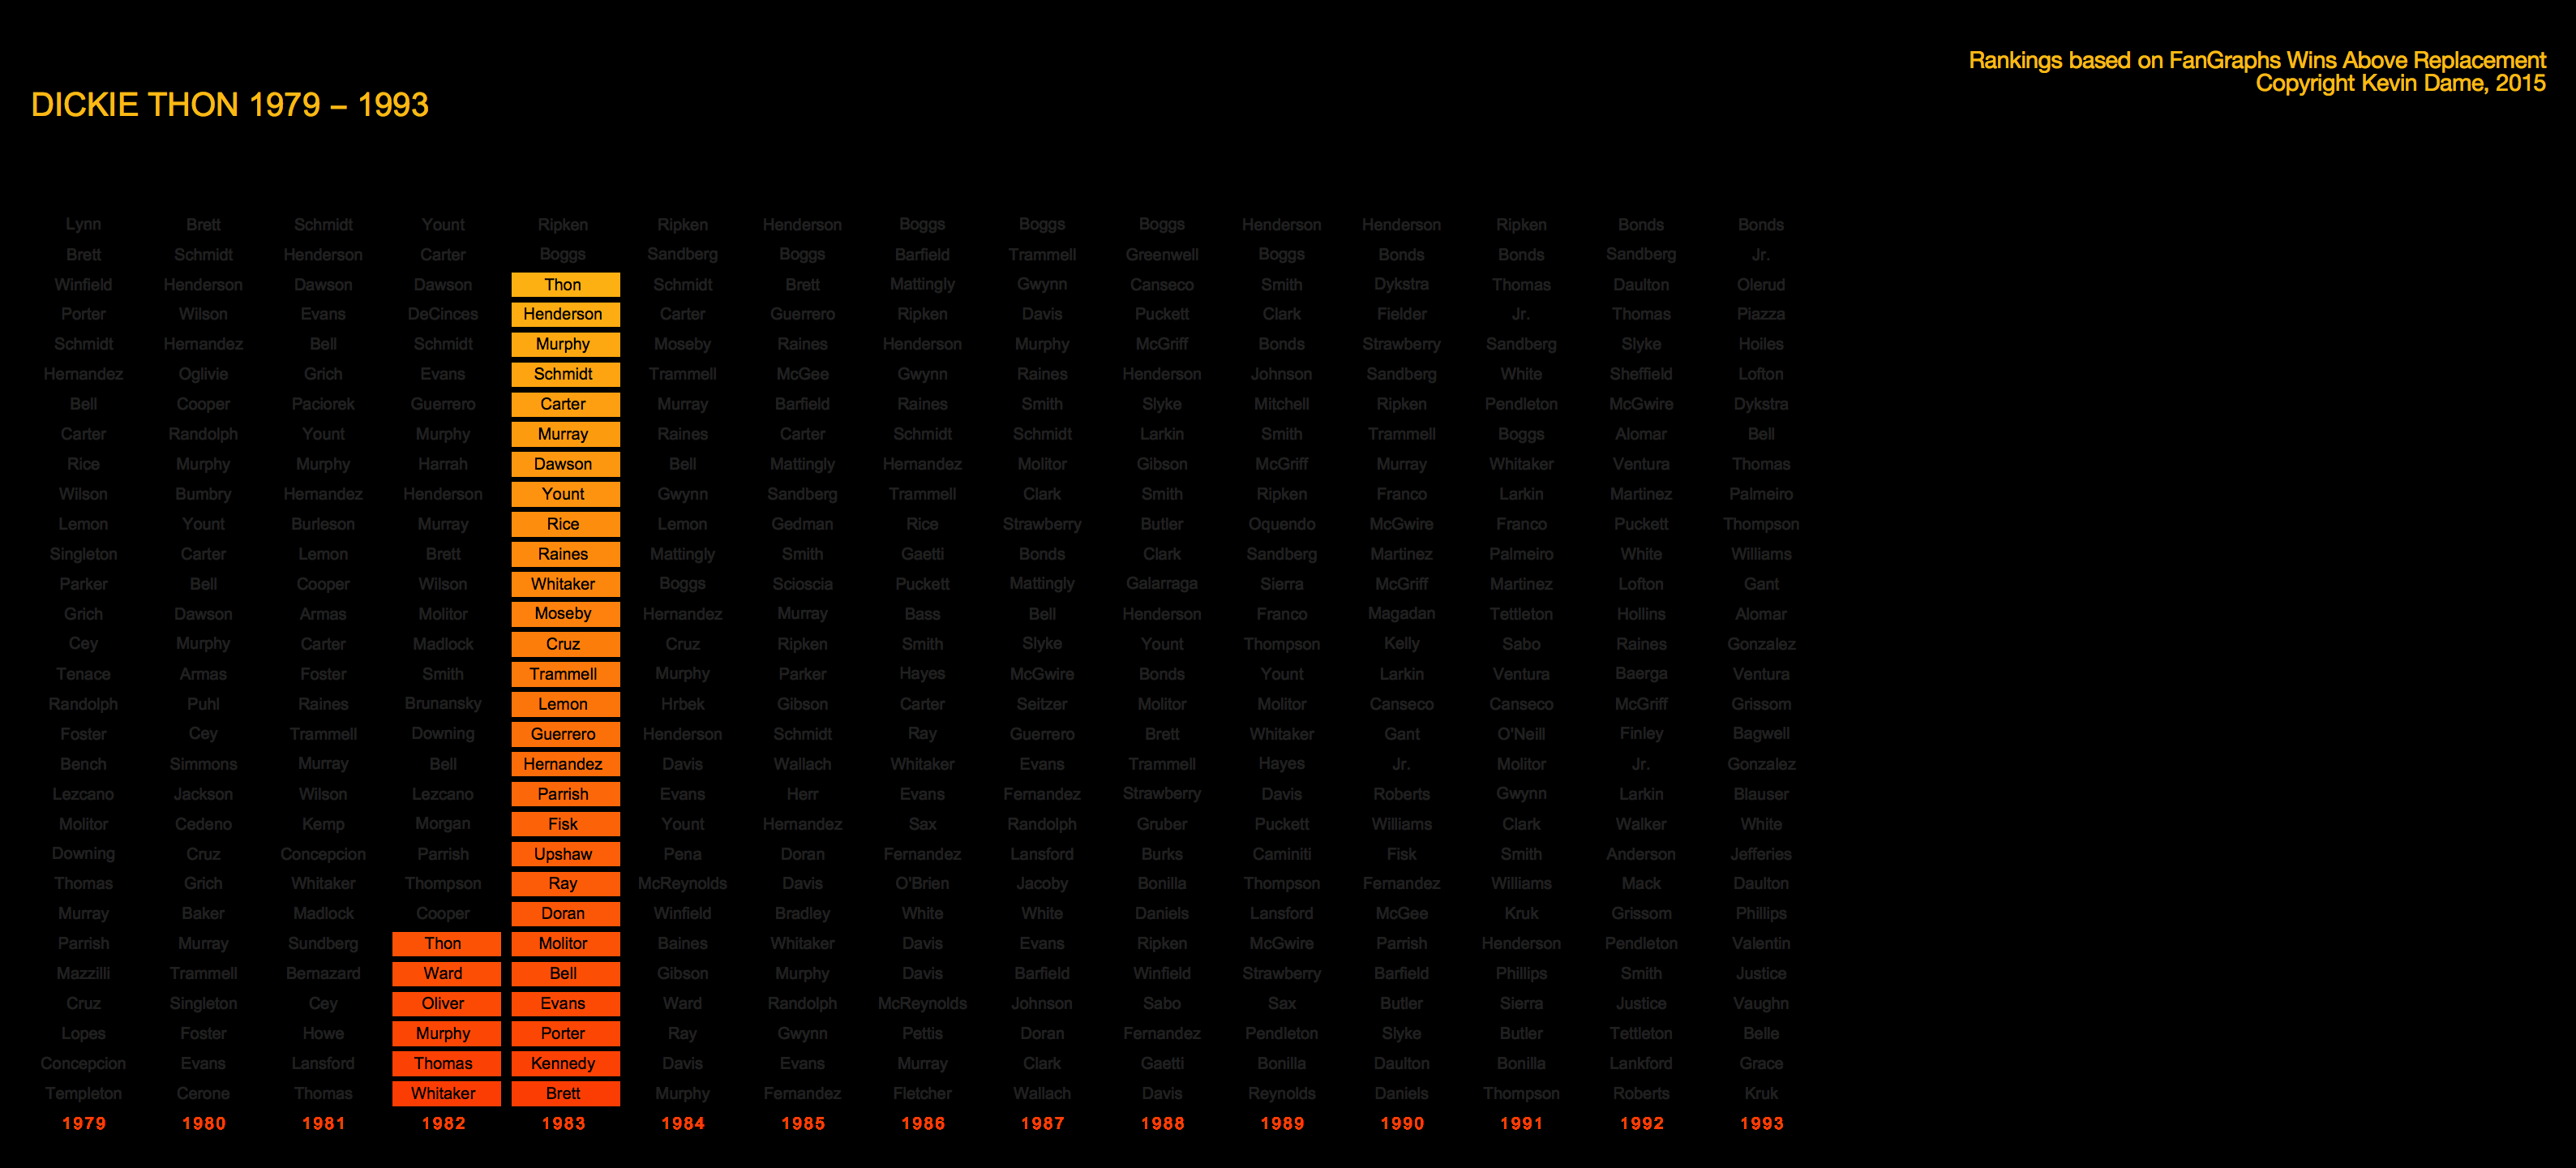 Rankings based on FanGraphs Wins Above Replacement
Copyright Kevin Dame, 2015
DICKIE THON 1979 – 1993
Lynn Brett Schmidt Yount Ripken Ripken Henderson Boggs Boggs Boggs Henderson Henderson Ripken Bonds Bonds
Brett Schmidt Henderson Carter Boggs Sandberg Boggs Barfield Trammell Greenwell Boggs Bonds Bonds Sandberg Jr.
Winfield Henderson Dawson Dawson Thon Schmidt Brett Mattingly Gwynn Canseco Smith Dykstra Thomas Daulton Olerud
Porter Wilson Evans DeCinces Henderson Carter Guerrero Ripken Davis Puckett Clark Fielder Jr. Thomas Piazza
Schmidt Hernandez Bell Schmidt Murphy Moseby Raines Henderson Murphy McGriff Bonds Strawberry Sandberg Slyke Hoiles
Hernandez Oglivie Grich Evans Schmidt Trammell McGee Gwynn Raines Henderson Johnson Sandberg White Sheffield Lofton
Bell Cooper Paciorek Guerrero Carter Murray Barfield Raines Smith Slyke Mitchell Ripken Pendleton McGwire Dykstra
Carter Randolph Yount Murphy Murray Raines Carter Schmidt Schmidt Larkin Smith Trammell Boggs Alomar Bell
Rice Murphy Murphy Harrah Dawson Bell Mattingly Hernandez Molitor Gibson McGriff Murray Whitaker Ventura Thomas
Wilson Bumbry Hernandez Henderson Yount Gwynn Sandberg Trammell Clark Smith Ripken Franco Larkin Martinez Palmeiro
Lemon Yount Burleson Murray Rice Lemon Gedman Rice Strawberry Butler Oquendo McGwire Franco Puckett Thompson
Singleton Carter Lemon Brett Raines Mattingly Smith Gaetti Bonds Clark Sandberg Martinez Palmeiro White Williams
Parker Bell Cooper Wilson Whitaker Boggs Scioscia Puckett Mattingly Galarraga Sierra McGriff Martinez Lofton Gant
Grich Dawson Armas Molitor Moseby Hernandez Murray Bass Bell Henderson Franco Magadan Tettleton Hollins Alomar
Cey Murphy Carter Madlock Cruz Cruz Ripken Smith Slyke Yount Thompson Kelly Sabo Raines Gonzalez
Tenace Armas Foster Smith Trammell Murphy Parker Hayes McGwire Bonds Yount Larkin Ventura Baerga Ventura
Randolph Puhl Raines Brunansky Lemon Hrbek Gibson Carter Seitzer Molitor Molitor Canseco Canseco McGriff Grissom
Foster Cey Trammell Downing Guerrero Henderson Schmidt Ray Guerrero Brett Whitaker Gant O'Neill Finley Bagwell
Bench Simmons Murray Bell Hernandez Davis Wallach Whitaker Evans Trammell Hayes Jr. Molitor Jr. Gonzalez
Lezcano Jackson Wilson Lezcano Parrish Evans Herr Evans Fernandez Strawberry Davis Roberts Gwynn Larkin Blauser
Molitor Cedeno Kemp Morgan Fisk Yount Hernandez Sax Randolph Gruber Puckett Williams Clark Walker White
Downing Cruz Concepcion Parrish Upshaw Pena Doran Fernandez Lansford Burks Caminiti Fisk Smith Anderson Jefferies
Thomas Grich Whitaker Thompson Ray McReynolds Davis O'Brien Jacoby Bonilla Thompson Fernandez Williams Mack Daulton
Murray Baker Madlock Cooper Doran Winfield Bradley White White Daniels Lansford McGee Kruk Grissom Phillips
Parrish Murray Sundberg Thon Molitor Baines Whitaker Davis Evans Ripken McGwire Parrish Henderson Pendleton Valentin
Mazzilli Trammell Bernazard Ward Bell Gibson Murphy Davis Barfield Winfield Strawberry Barfield Phillips Smith Justice
Cruz Singleton Cey Oliver Evans Ward Randolph McReynolds Johnson Sabo Sax Butler Sierra Justice Vaughn
Lopes Foster Howe Murphy Porter Ray Gwynn Pettis Doran Fernandez Pendleton Slyke Butler Tettleton Belle
Concepcion Evans Lansford Thomas Kennedy Davis Evans Murray Clark Gaetti Bonilla Daulton Bonilla Lankford Grace
Templeton Cerone Thomas Whitaker Brett Murphy Fernandez Fletcher Wallach Davis Reynolds Daniels Thompson Roberts Kruk
1979 1980 1981 1982 1983 1984 1985 1986 1987 1988 1989 1990 1991 1992 1993